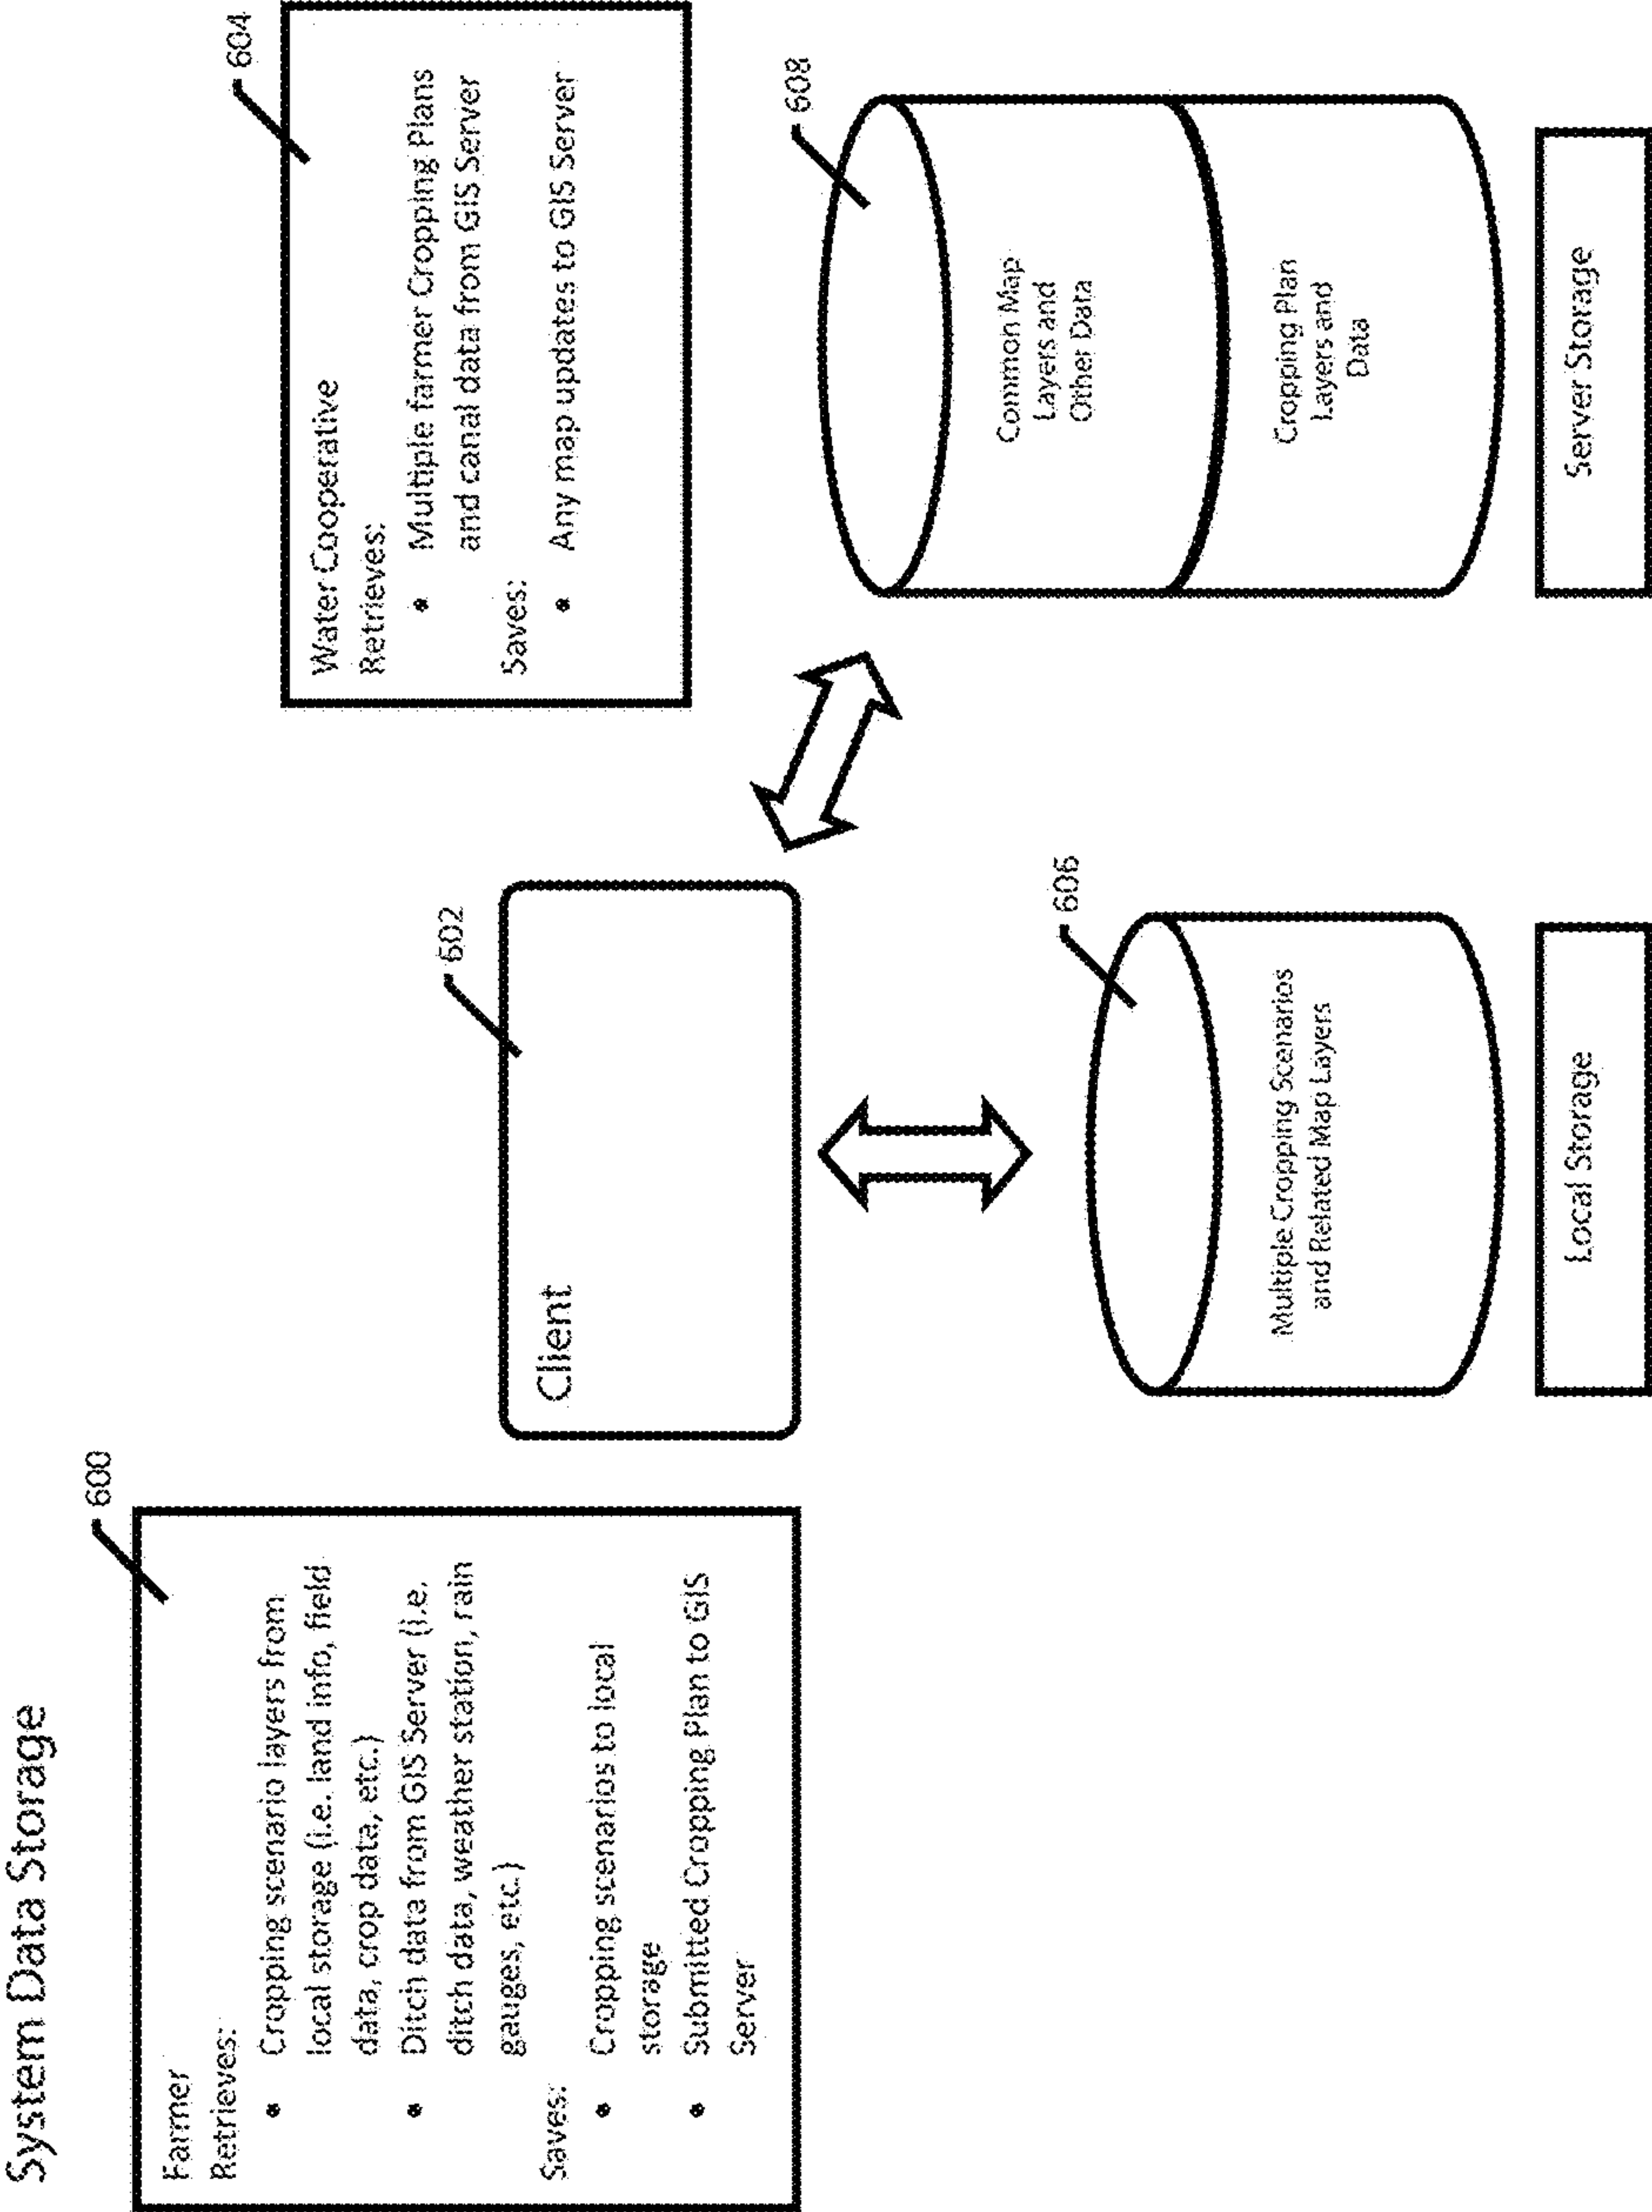 System Data Storage
600
Farmer
Retrieves:
• Cropping scenario layers from
local storage (i.e. land info, field
data, crop data, etc.)
• Ditch data from GIS Server (i.e.
ditch data, weather station, rain
gauges, etc.)
Saves:
• Cropping scenarios to local
storage
• Submitted Cropping Plan to GIS
Server
602
Client
604
Water Cooperative
Retrieves:
• Multiple farmer Cropping Plans
and canal data from GIS Server
Saves:
• Any map updates to GIS Server
606
Multiple Cropping Scenarios
and Related Map Layers
Local Storage
608
Common Map
Layers and
Other Data
Cropping Plan
Layers and
Data
Server Storage